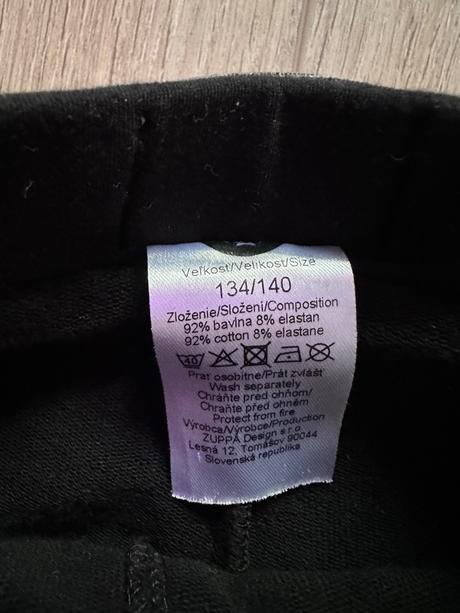 Veľkosť/Velikost/Size
134/140
Zloženie/Složení/Composition
92% bavlna 8% elastan
92% cotton 8% elastane
40
Prať osobitne/Prát zvlášť
Wash separately
Chráňte pred ohňom/
Chraňte před ohněm
Protect from fire
Výrobca/Výrobce/Production
ZUPPA Design s.r.o.
Lesná 12, Tomášov 90044
Slovenská republika